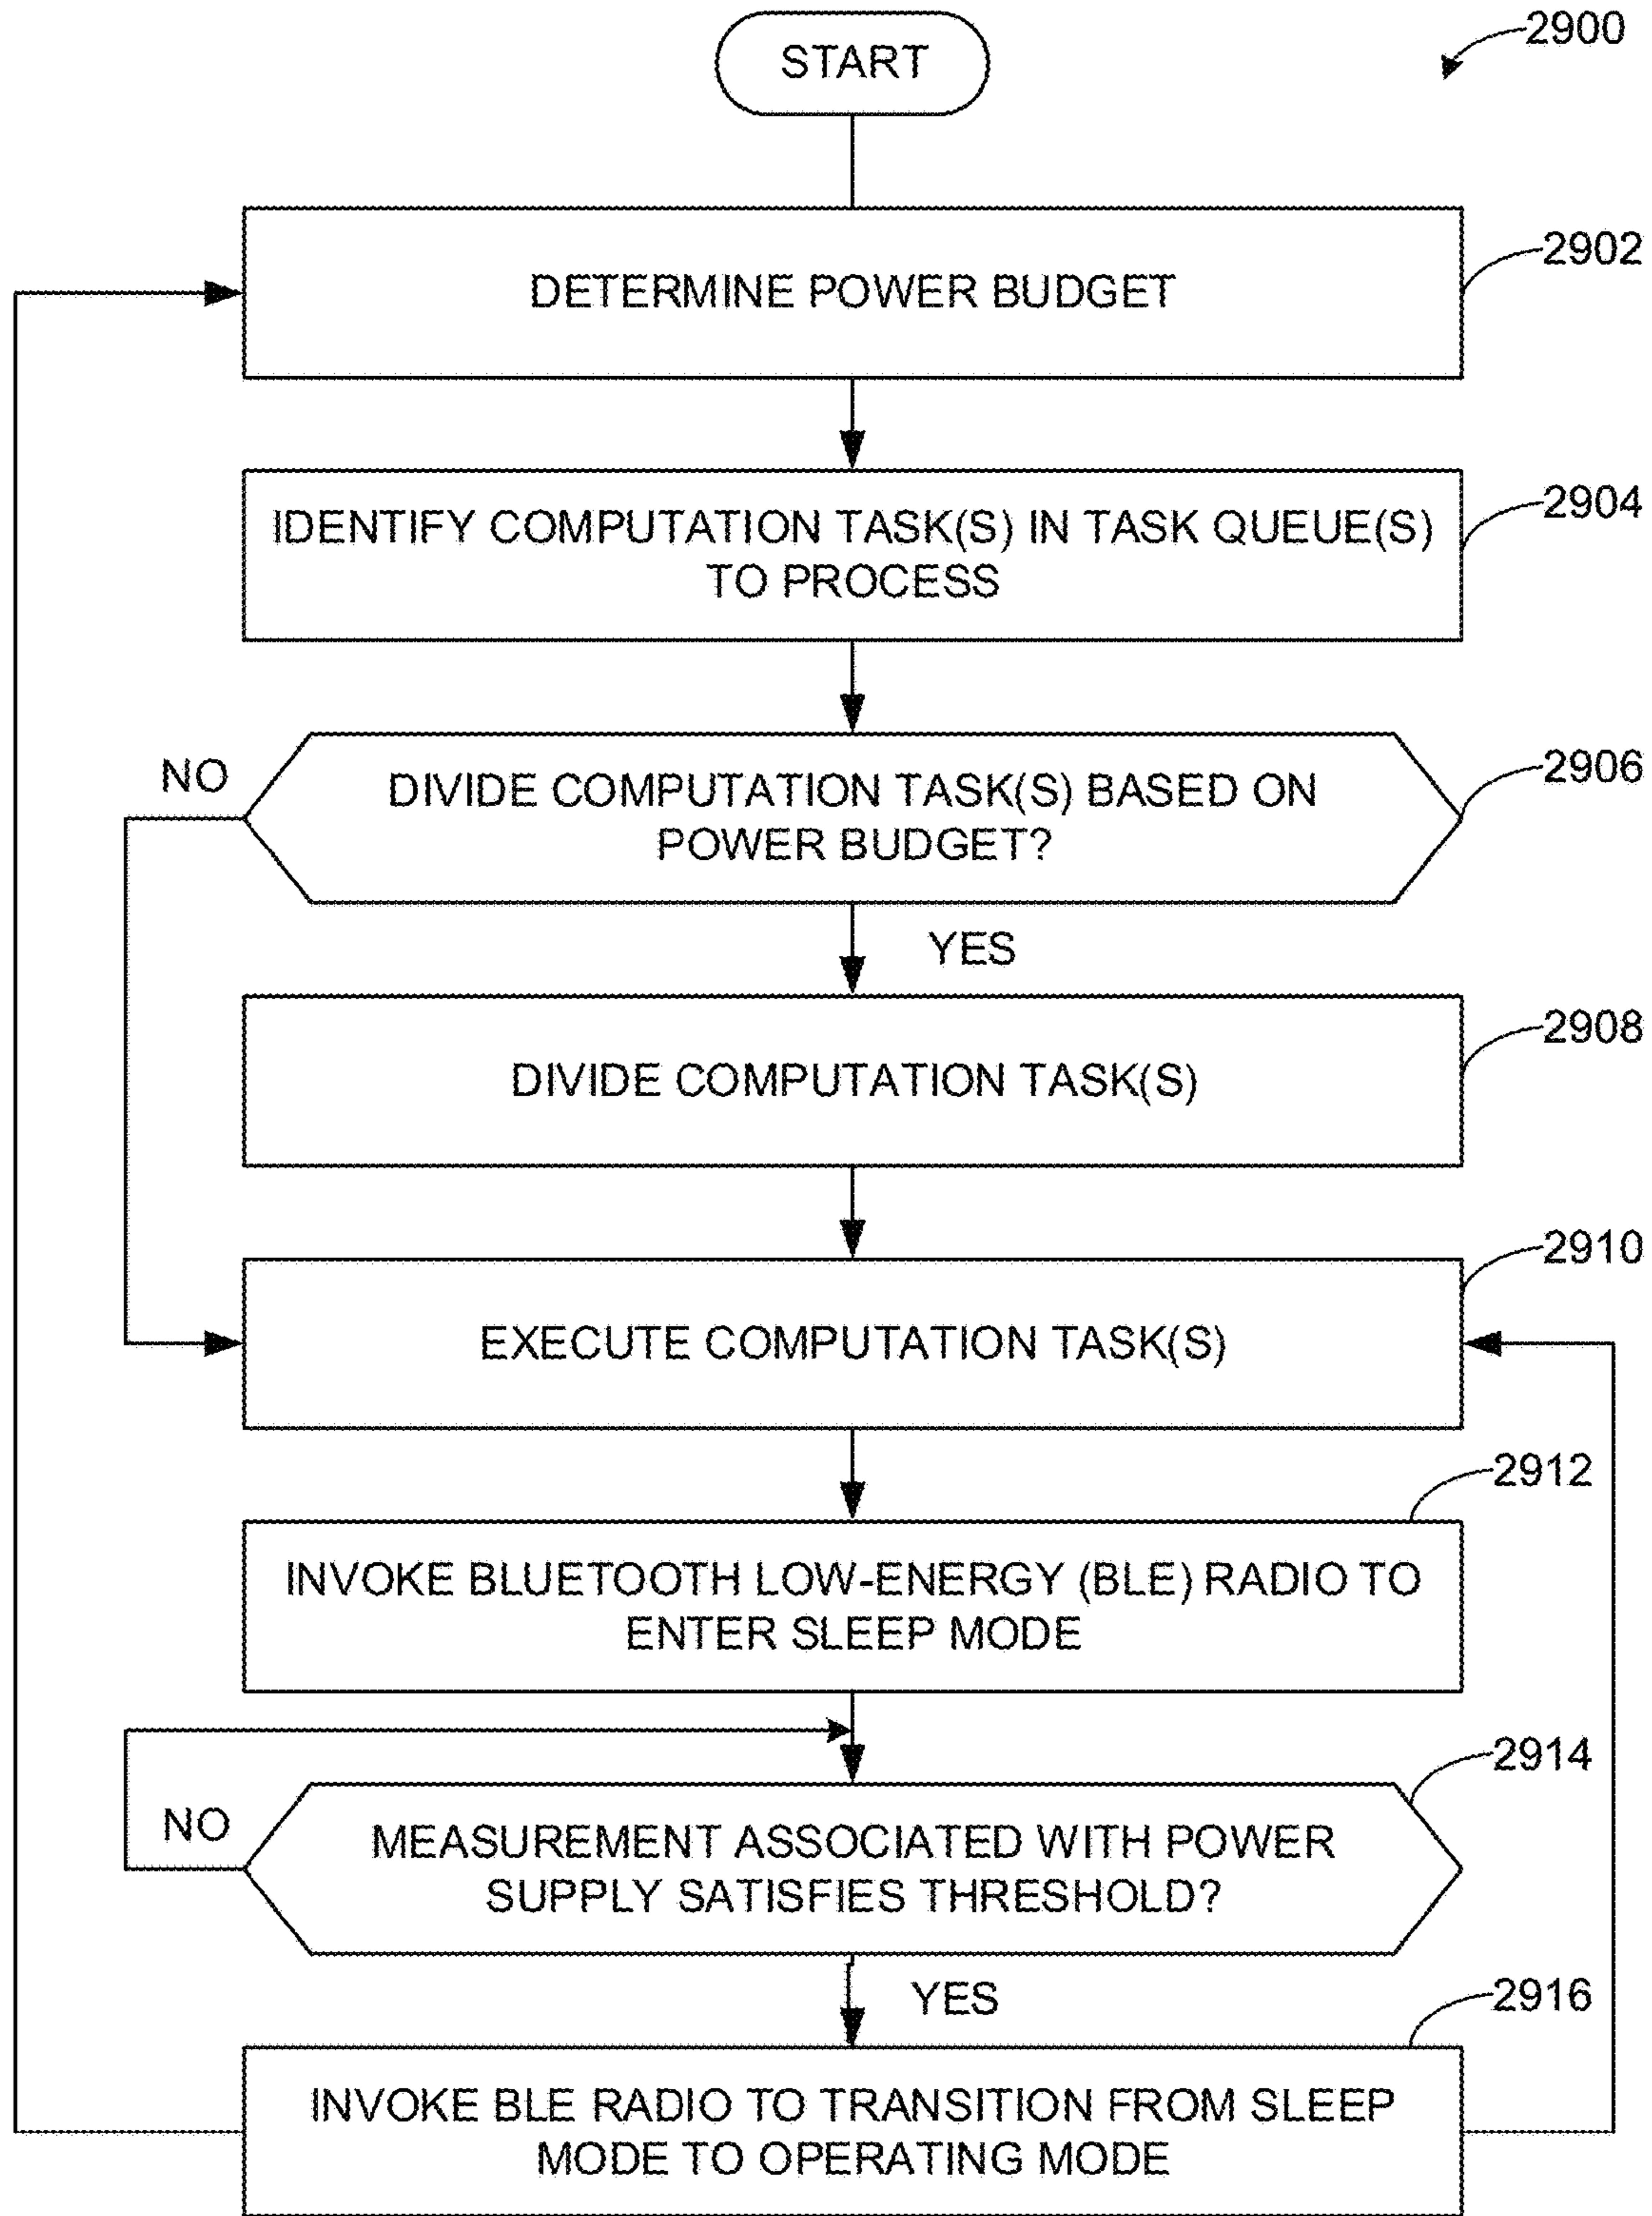 2900
START
2902
DETERMINE POWER BUDGET
2904
IDENTIFY COMPUTATION TASK(S) IN TASK QUEUE(S)
TO PROCESS
2906
NO
DIVIDE COMPUTATION TASK(S) BASED ON
POWER BUDGET?
YES
2908
DIVIDE COMPUTATION TASK(S)
2910
EXECUTE COMPUTATION TASK(S)
2912
INVOKE BLUETOOTH LOW-ENERGY (BLE) RADIO TO
ENTER SLEEP MODE
2914
NO
MEASUREMENT ASSOCIATED WITH POWER
SUPPLY SATISFIES THRESHOLD?
YES
2916
INVOKE BLE RADIO TO TRANSITION FROM SLEEP
MODE TO OPERATING MODE